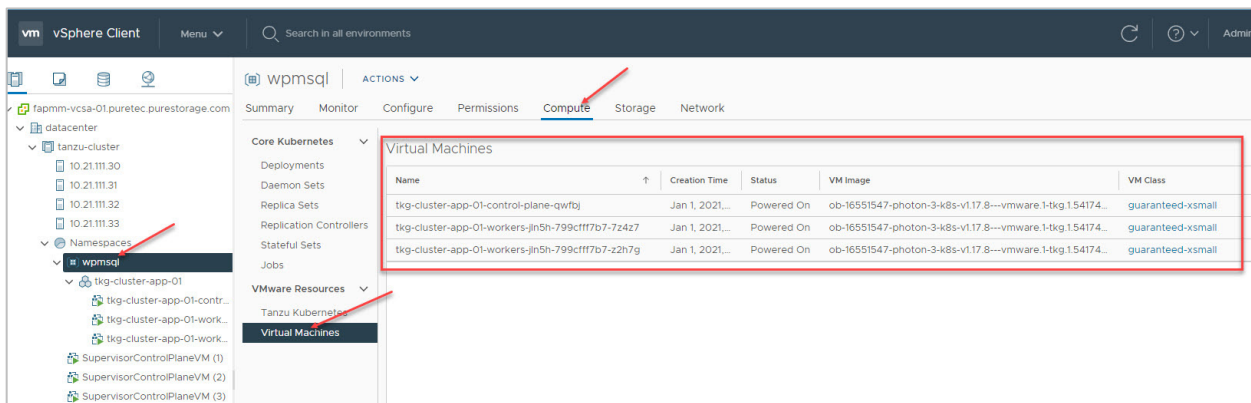 vm vSphere Client Menu Search in all environments Admin
fapmm-vcsa-01.puretec.purestorage.com
datacenter
tanzu-cluster
10.21.111.30
10.21.111.31
10.21.111.32
10.21.111.33
Namespaces
wpmsql
tkg-cluster-app-01
tkg-cluster-app-01-contr...
tkg-cluster-app-01-work...
tkg-cluster-app-01-work...
SupervisorControlPlaneVM (1)
SupervisorControlPlaneVM (2)
SupervisorControlPlaneVM (3)
wpmsql ACTIONS
Summary Monitor Configure Permissions Compute Storage Network
Core Kubernetes
Deployments
Daemon Sets
Replica Sets
Replication Controllers
Stateful Sets
Jobs
VMware Resources
Tanzu Kubernetes
Virtual Machines
Virtual Machines
Name ↑ Creation Time Status VM Image VM Class
tkg-cluster-app-01-control-plane-qwfbj Jan 1, 2021,... Powered On ob-16551547-photon-3-k8s-v1.17.8---vmware.1-tkg.1.54174... guaranteed-xsmall
tkg-cluster-app-01-workers-jln5h-799cfff7b7-7z4z7 Jan 1, 2021,... Powered On ob-16551547-photon-3-k8s-v1.17.8---vmware.1-tkg.1.54174... guaranteed-xsmall
tkg-cluster-app-01-workers-jln5h-799cfff7b7-z2h7g Jan 1, 2021,... Powered On ob-16551547-photon-3-k8s-v1.17.8---vmware.1-tkg.1.54174... guaranteed-xsmall